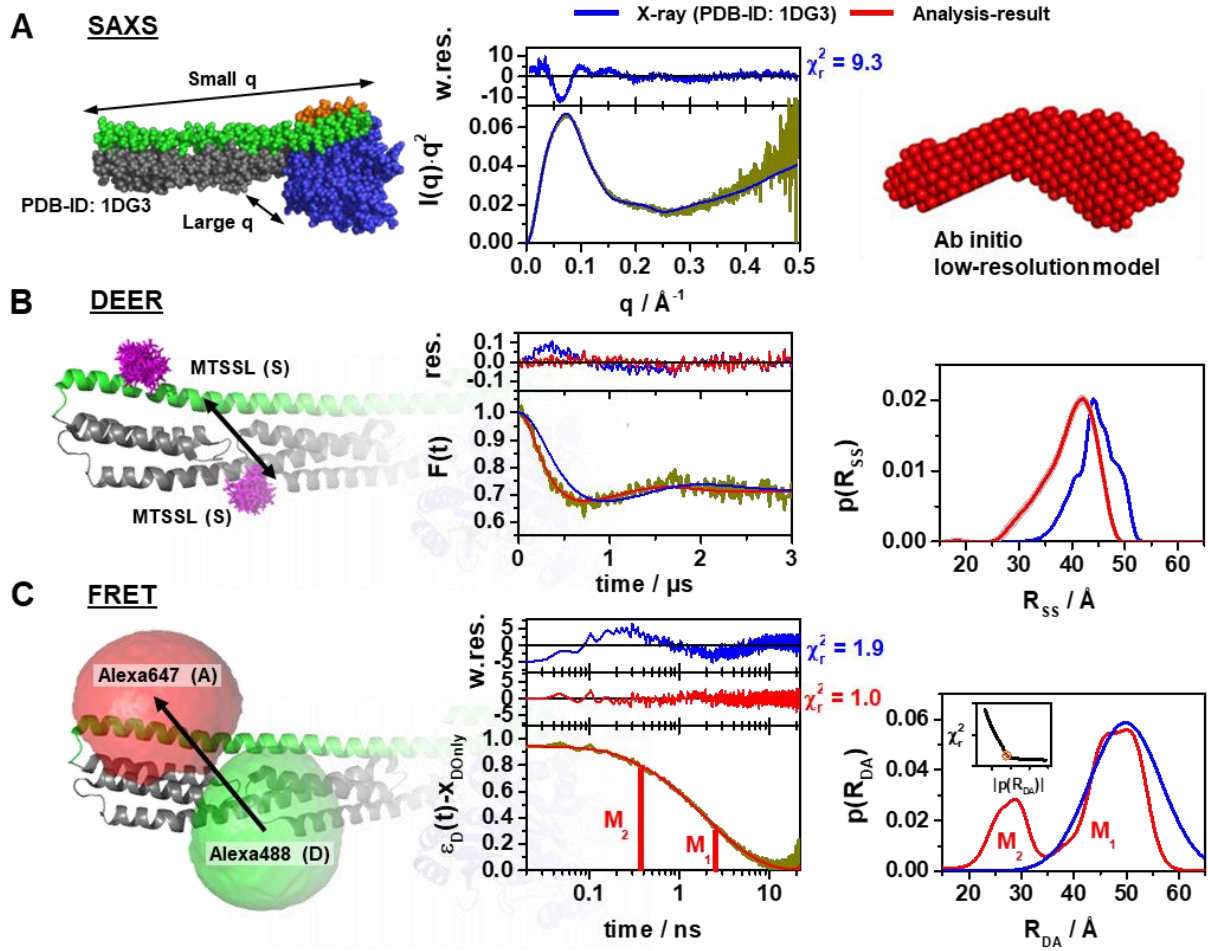 X-ray (PDB-ID: 1DG3) Analysis-result
A SAXS
Small q
PDB-ID: 1DG3
Large q
w.res.
10
0
-10
χr² = 9.3
I(q)·q²
0.06
0.04
0.02
0.00
0.0 0.1 0.2 0.3 0.4 0.5
q / Å⁻¹
Ab initio
low-resolution model
B DEER
MTSSL (S)
MTSSL (S)
res.
0.1
0.0
-0.1
F(t)
1.0
0.9
0.8
0.7
0.6
0 1 2 3
time / µs
p(RSS)
0.02
0.01
0.00
20 30 40 50 60
RSS / Å
C FRET
Alexa647 (A)
Alexa488 (D)
w.res.
5
0
-5
χr² = 1.9
5
0
-5
χr² = 1.0
εD(t)-xDOnly
1.0
0.8
0.6
0.4
0.2
0.0
M2
M1
0.1 1 10
time / ns
p(RDA)
0.06
0.04
0.02
0.00
χr²
|p(RDA)|
M2
M1
20 30 40 50 60
RDA / Å